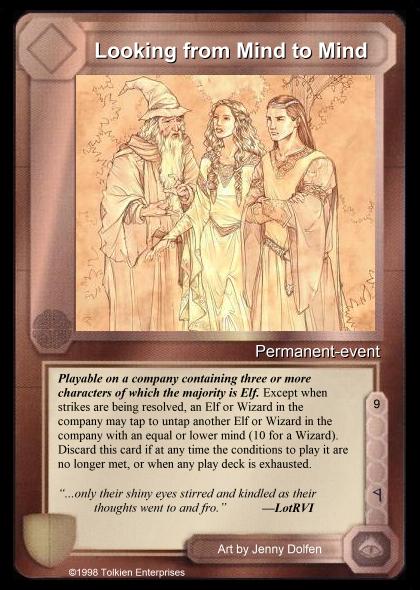 Looking from Mind to Mind
Permanent-event
Playable on a company containing three or more
characters of which the majority is Elf. Except when
strikes are being resolved, an Elf or Wizard in the
company may tap to untap another Elf or Wizard in the
company with an equal or lower mind (10 for a Wizard).
Discard this card if at any time the conditions to play it are
no longer met, or when any play deck is exhausted.
9
“...only their shiny eyes stirred and kindled as their
thoughts went to and fro.” —LotRVI
Art by Jenny Dolfen
©1998 Tolkien Enterprises